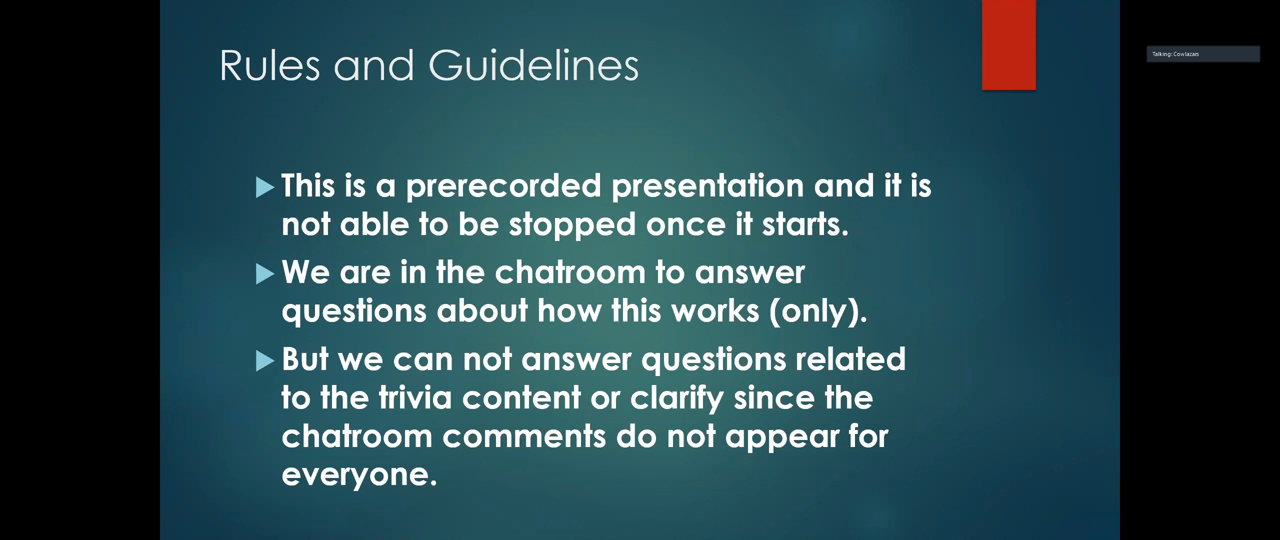 Rules and Guidelines
Talking: Cowlazars
This is a prerecorded presentation and it is
not able to be stopped once it starts.
We are in the chatroom to answer
questions about how this works (only).
But we can not answer questions related
to the trivia content or clarify since the
chatroom comments do not appear for
everyone.